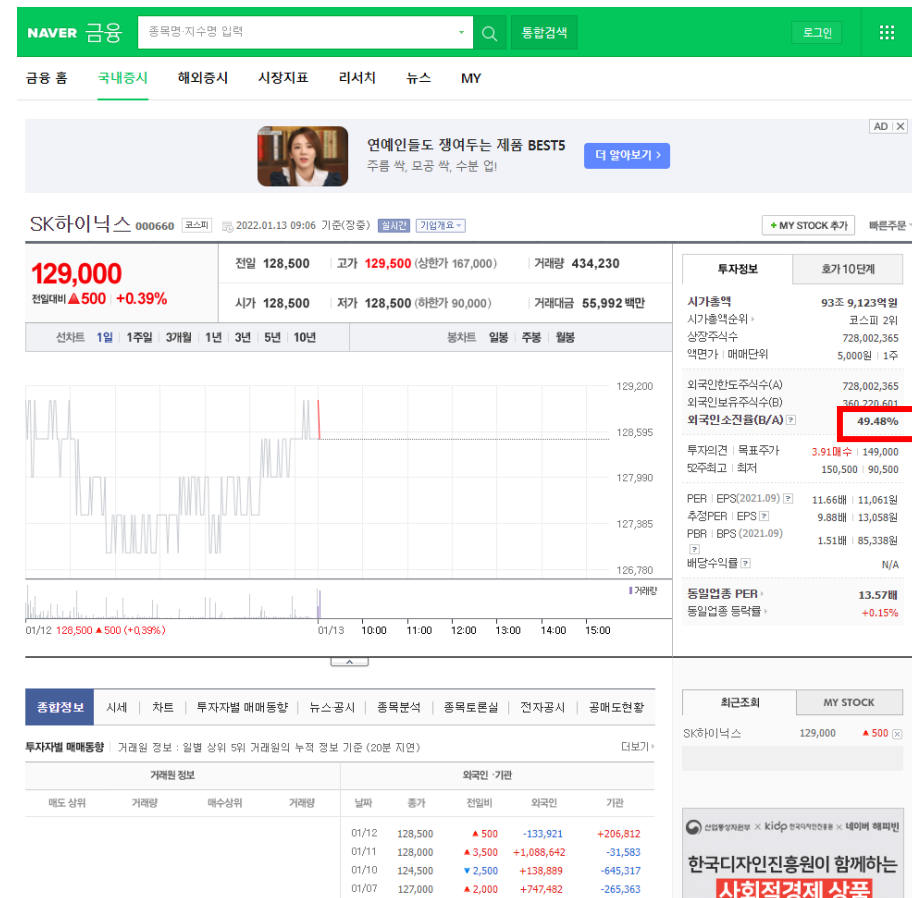 NAVER 금융 종목명·지수명 입력 통합검색 로그인
금융 홈 국내증시 해외증시 시장지표 리서치 뉴스 MY
AD X
연예인들도 쟁여두는 제품 BEST5
주름 싹, 모공 싹, 수분 업!
더 알아보기 >
SK하이닉스 000660 코스피 2022.01.13 09:06 기준(장중) 실시간 기업개요
+ MY STOCK 추가 빠른주문
129,000
전일대비 ▲500 +0.39%
전일 128,500 고가 129,500 (상한가 167,000) 거래량 434,230
시가 128,500 저가 128,500 (하한가 90,000) 거래대금 55,992 백만
선차트 1일 1주일 3개월 1년 3년 5년 10년 봉차트 일봉 주봉 월봉
129,200
128,595
127,990
127,385
126,780
거래량
01/12 128,500 ▲ 500 (+0.39%) 01/13 10:00 11:00 12:00 13:00 14:00 15:00
투자정보 호가 10단계
시가총액 93조 9,123억원
시가총액순위 코스피 2위
상장주식수 728,002,365
액면가 | 매매단위 5,000원 | 1주
외국인한도주식수(A) 728,002,365
외국인보유주식수(B) 360,220,601
외국인소진율(B/A) ? 49.48%
투자의견 | 목표주가 3.91매수 | 149,000
52주최고 | 최저 150,500 | 90,500
PER | EPS(2021.09) ? 11.66배 | 11,061원
추정PER | EPS ? 9.88배 | 13,058원
PBR | BPS (2021.09) ? 1.51배 | 85,338원
배당수익률 ? N/A
동일업종 PER 13.57배
동일업종 등락률 +0.15%
종합정보 시세 차트 투자자별 매매동향 뉴스공시 종목분석 종목토론실 전자공시 공매도현황
투자자별 매매동향 | 거래원 정보 : 일별 상위 5위 거래원의 누적 정보 기준 (20분 지연) 더보기
거래원 정보 외국인 ·기관
매도 상위 거래량 매수상위 거래량 날짜 종가 전일비 외국인 기관
01/12 128,500 ▲ 500 -133,921 +206,812
01/11 128,000 ▲ 3,500 +1,088,642 -31,583
01/10 124,500 ▼ 2,500 +138,889 -645,317
01/07 127,000 ▲ 2,000 +747,482 -265,363
최근조회 MY STOCK
SK하이닉스 129,000 ▲ 500
산업통상자원부 × kidp 한국디자인진흥원 × 네이버 해피빈
한국디자인진흥원이 함께하는
사회적경제 상품